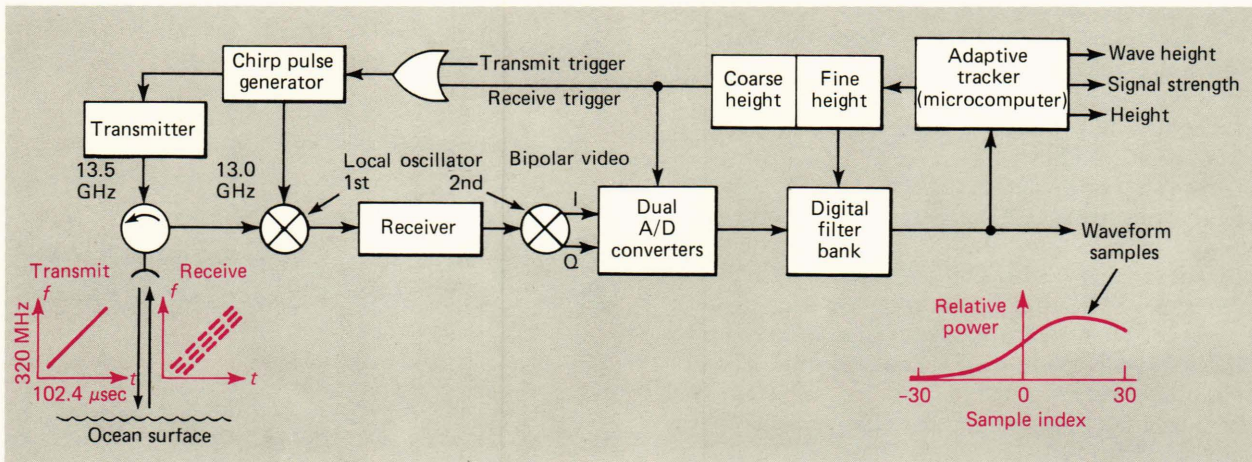 Chirp pulse
generator
Transmit trigger
Receive trigger
Coarse
height
Fine
height
Adaptive
tracker
(microcomputer)
Wave height
Signal strength
Height
Transmitter
13.5
GHz
13.0
GHz
Local oscillator
1st
2nd
Bipolar video
I
Q
Receiver
Dual
A/D
converters
Digital
filter
bank
Waveform
samples
Transmit
f
320 MHz
t
102.4 μsec
Receive
f
t
Ocean surface
Relative
power
-30
0
30
Sample index